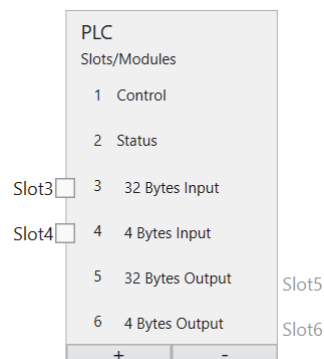 PLC
Slots/Modules
1 Control
2 Status
Slot3 3 32 Bytes Input
Slot4 4 4 Bytes Input
5 32 Bytes Output Slot5
6 4 Bytes Output Slot6
+ -